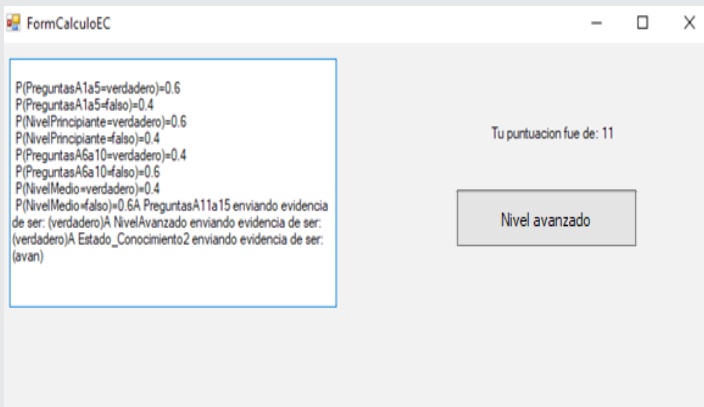 FormCalculoEC
P(PreguntasA1a5=verdadero)=0.6
P(PreguntasA1a5=falso)=0.4
P(NivelPrincipiante=verdadero)=0.6
P(NivelPrincipiante=falso)=0.4
P(PreguntasA6a10=verdadero)=0.4
P(PreguntasA6a10=falso)=0.6
P(NivelMedio=verdadero)=0.4
P(NivelMedio=falso)=0.6A PreguntasA11a15 enviando evidencia
de ser: (verdadero)A NivelAvanzado enviando evidencia de ser:
(verdadero)A Estado_Conocimiento2 enviando evidencia de ser:
(avan)
Tu puntuacion fue de: 11
Nivel avanzado